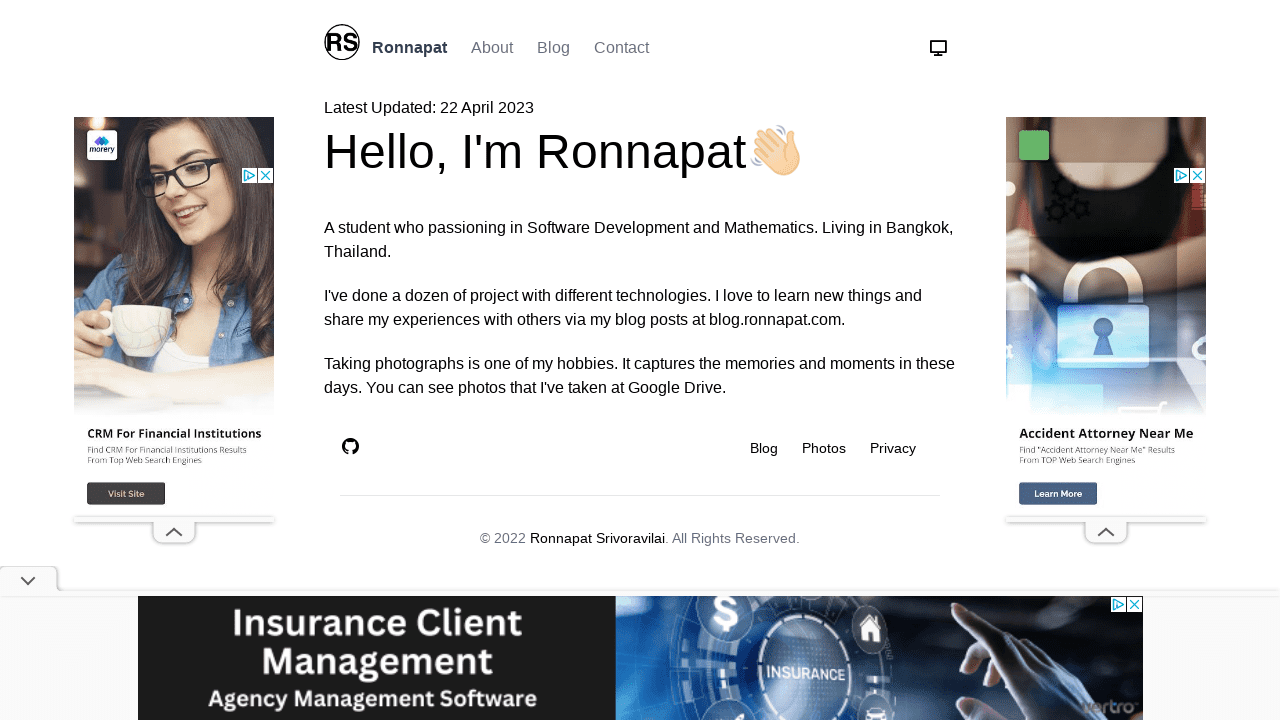 RS
Ronnapat About Blog Contact
Latest Updated: 22 April 2023
Hello, I'm Ronnapat👋🏼
A student who passioning in Software Development and Mathematics. Living in Bangkok,
Thailand.
I've done a dozen of project with different technologies. I love to learn new things and
share my experiences with others via my blog posts at blog.ronnapat.com.
Taking photographs is one of my hobbies. It captures the memories and moments in these
days. You can see photos that I've taken at Google Drive.
Blog Photos Privacy
© 2022 Ronnapat Srivoravilai. All Rights Reserved.
morery
CRM For Financial Institutions
Find CRM For Financial Institutions Results
From Top Web Search Engines
Visit Site
Accident Attorney Near Me
Find "Accident Attorney Near Me" Results
From TOP Web Search Engines
Learn More
Insurance Client
Management
Agency Management Software
INSURANCE
vertro